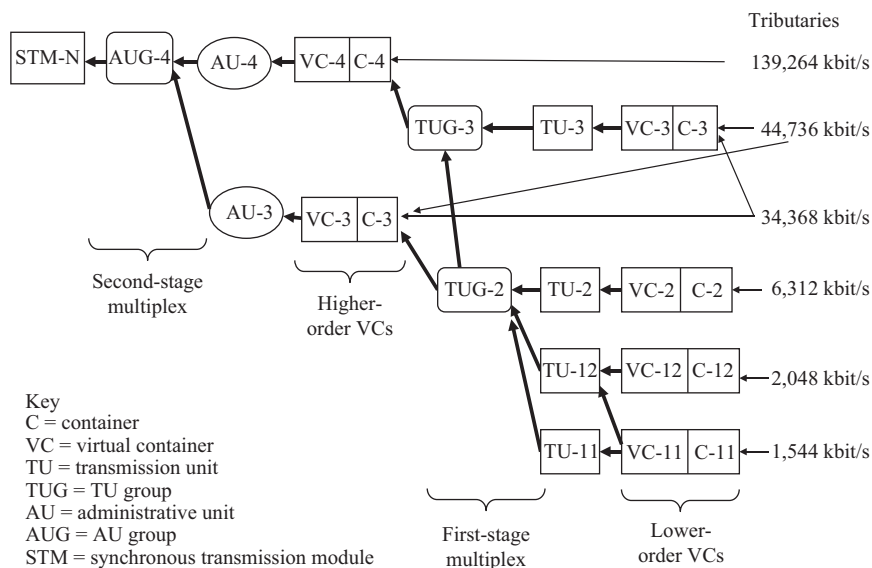 Tributaries
STM-N
AUG-4
AU-4
VC-4
C-4
139,264 kbit/s
TUG-3
TU-3
VC-3
C-3
44,736 kbit/s
AU-3
VC-3
C-3
34,368 kbit/s
Second-stage
multiplex
Higher-
order VCs
TUG-2
TU-2
VC-2
C-2
6,312 kbit/s
TU-12
VC-12
C-12
2,048 kbit/s
TU-11
VC-11
C-11
1,544 kbit/s
Key
C = container
VC = virtual container
TU = transmission unit
TUG = TU group
AU = administrative unit
AUG = AU group
STM = synchronous transmission module
First-stage
multiplex
Lower-
order VCs